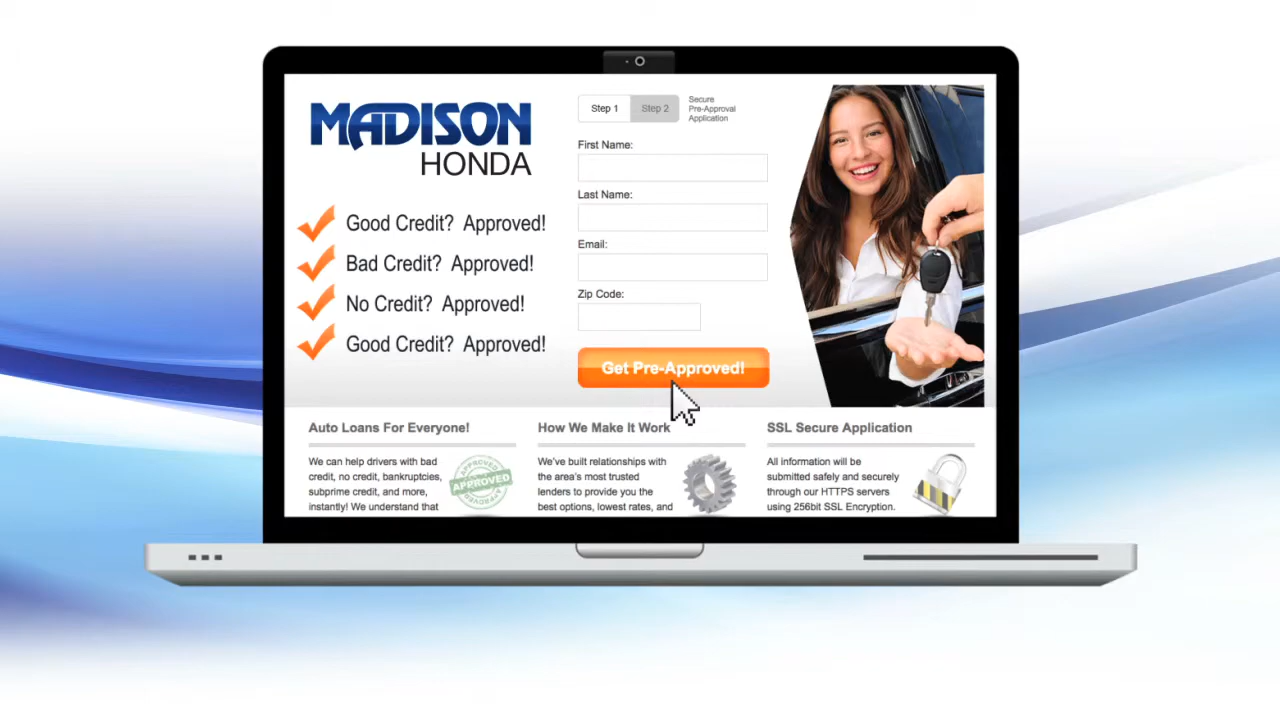 MADISON
HONDA
Good Credit? Approved!
Bad Credit? Approved!
No Credit? Approved!
Good Credit? Approved!
Step 1
Step 2
Secure
Pre-Approval
Application
First Name:
Last Name:
Email:
Zip Code:
Get Pre-Approved!
Auto Loans For Everyone!
We can help drivers with bad
credit, no credit, bankruptcies,
subprime credit, and more,
instantly! We understand that
APPROVED
APPROVED
APPROVED
How We Make It Work
We've built relationships with
the area's most trusted
lenders to provide you the
best options, lowest rates, and
SSL Secure Application
All information will be
submitted safely and securely
through our HTTPS servers
using 256bit SSL Encryption.